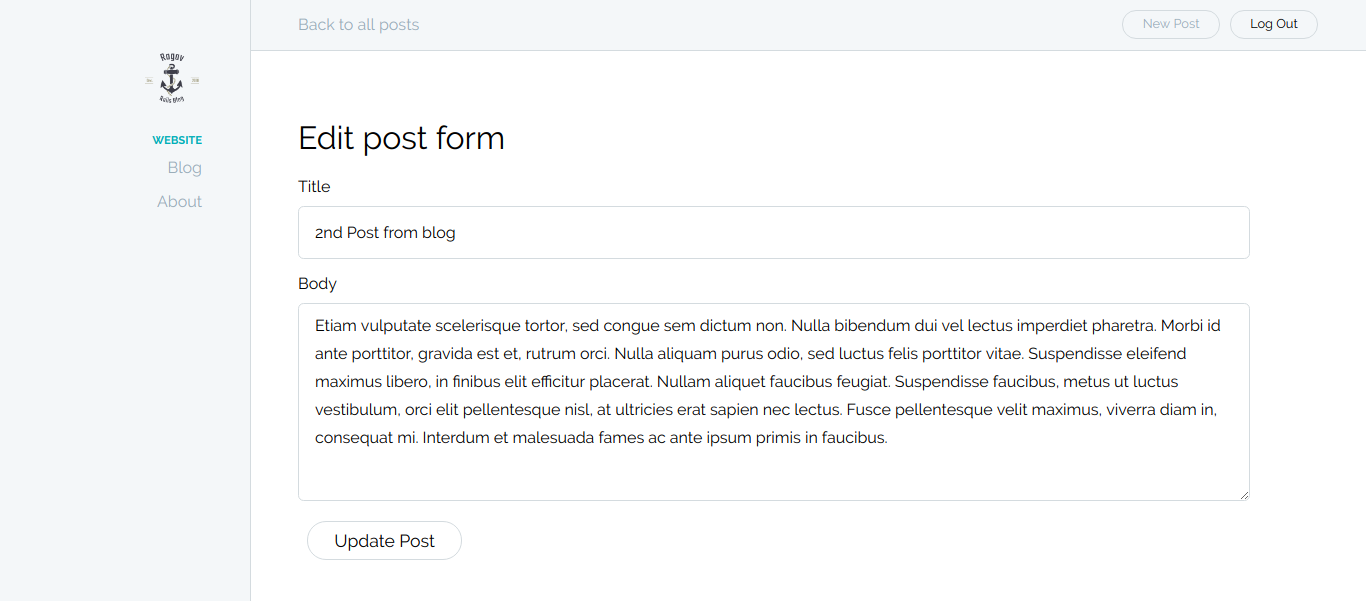 Back to all posts
New Post
Log Out
Rogov
Rails Blog
WEBSITE
Blog
About
Edit post form
Title
2nd Post from blog
Body
Etiam vulputate scelerisque tortor, sed congue sem dictum non. Nulla bibendum dui vel lectus imperdiet pharetra. Morbi id
ante porttitor, gravida est et, rutrum orci. Nulla aliquam purus odio, sed luctus felis porttitor vitae. Suspendisse eleifend
maximus libero, in finibus elit efficitur placerat. Nullam aliquet faucibus feugiat. Suspendisse faucibus, metus ut luctus
vestibulum, orci elit pellentesque nisl, at ultricies erat sapien nec lectus. Fusce pellentesque velit maximus, viverra diam in,
consequat mi. Interdum et malesuada fames ac ante ipsum primis in faucibus.
Update Post